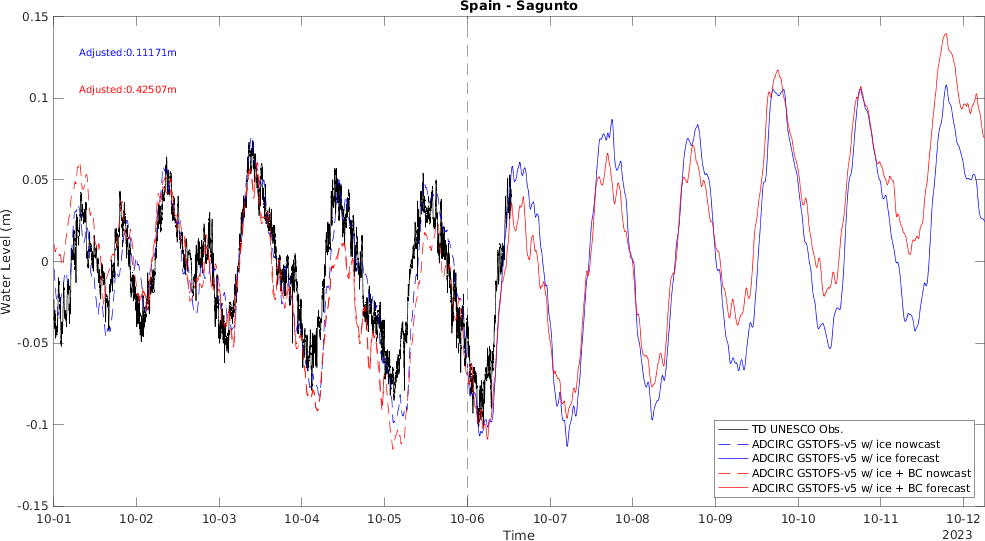 Spain - Sagunto
0.15
0.1
0.05
0
-0.05
-0.1
-0.15
Water Level (m)
Adjusted:0.11171m
Adjusted:0.42507m
TD UNESCO Obs.
ADCIRC GSTOFS-v5 w/ ice nowcast
ADCIRC GSTOFS-v5 w/ ice forecast
ADCIRC GSTOFS-v5 w/ ice + BC nowcast
ADCIRC GSTOFS-v5 w/ ice + BC forecast
10-01 10-02 10-03 10-04 10-05 10-06 10-07 10-08 10-09 10-10 10-11 10-12
Time
2023